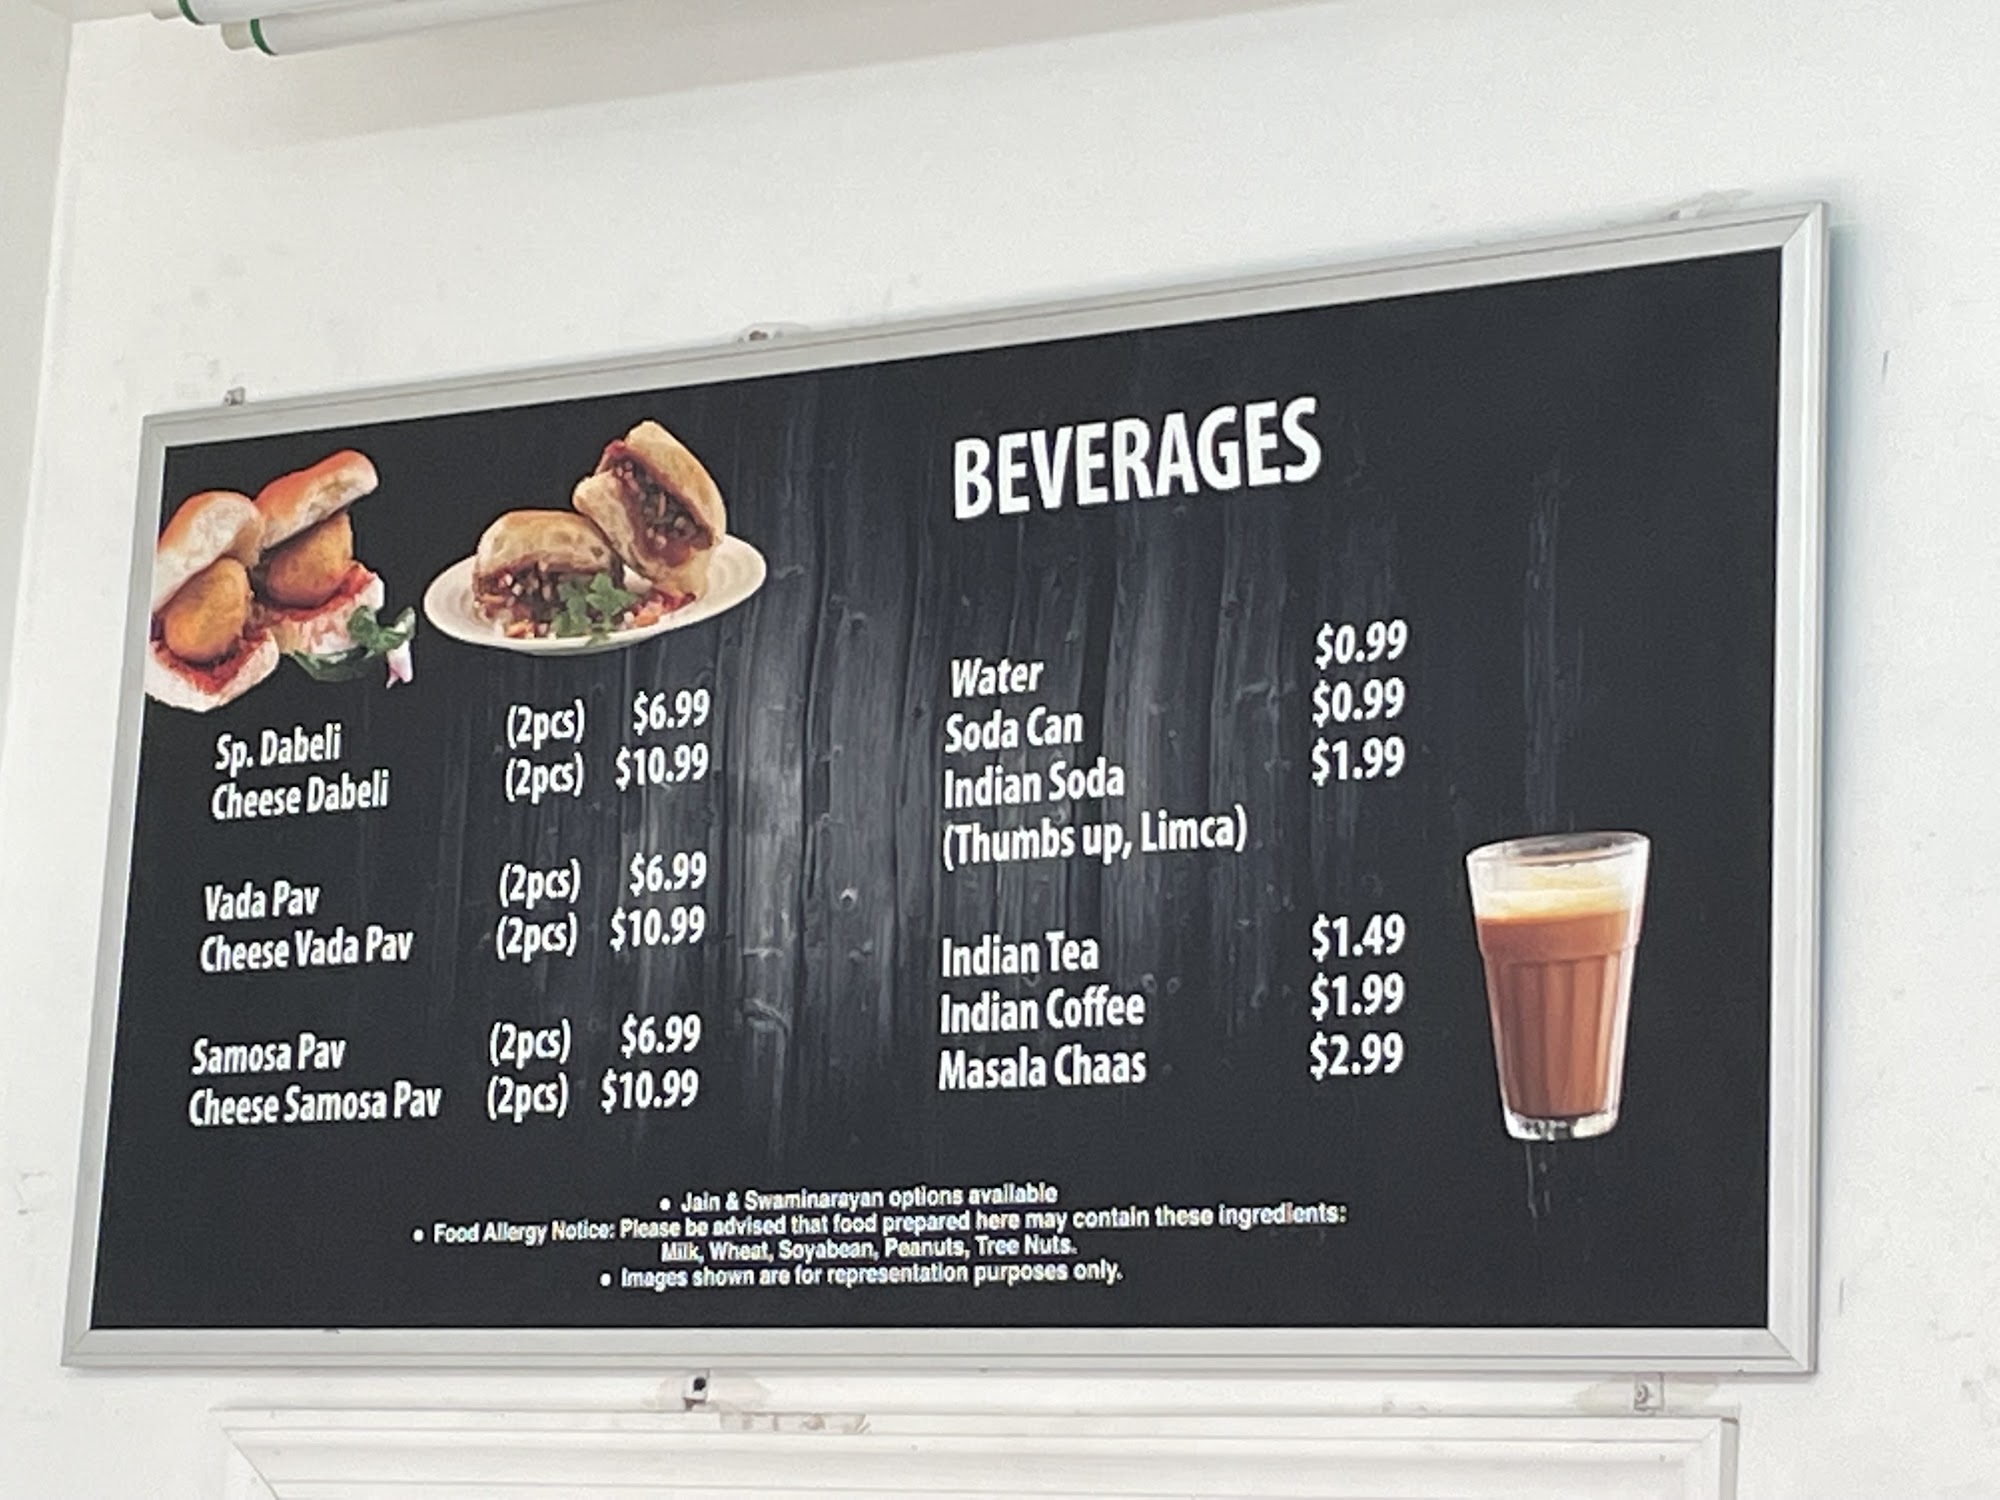 Sp. Dabeli (2pcs) $6.99
Cheese Dabeli (2pcs) $10.99
Vada Pav (2pcs) $6.99
Cheese Vada Pav (2pcs) $10.99
Samosa Pav (2pcs) $6.99
Cheese Samosa Pav (2pcs) $10.99
BEVERAGES
Water $0.99
Soda Can $0.99
Indian Soda $1.99
(Thumbs up, Limca)
Indian Tea $1.49
Indian Coffee $1.99
Masala Chaas $2.99
• Jain & Swaminarayan options available
• Food Allergy Notice: Please be advised that food prepared here may contain these ingredients:
Milk, Wheat, Soyabean, Peanuts, Tree Nuts.
• Images shown are for representation purposes only.